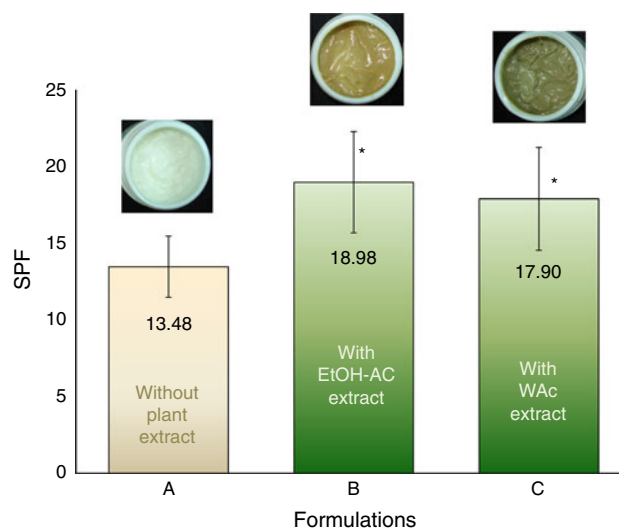 25
20
15
10
5
0
SPF
13.48
Without
plant
extract
*
18.98
With
EtOH-AC
extract
*
17.90
With
WAc
extract
A
B
C
Formulations